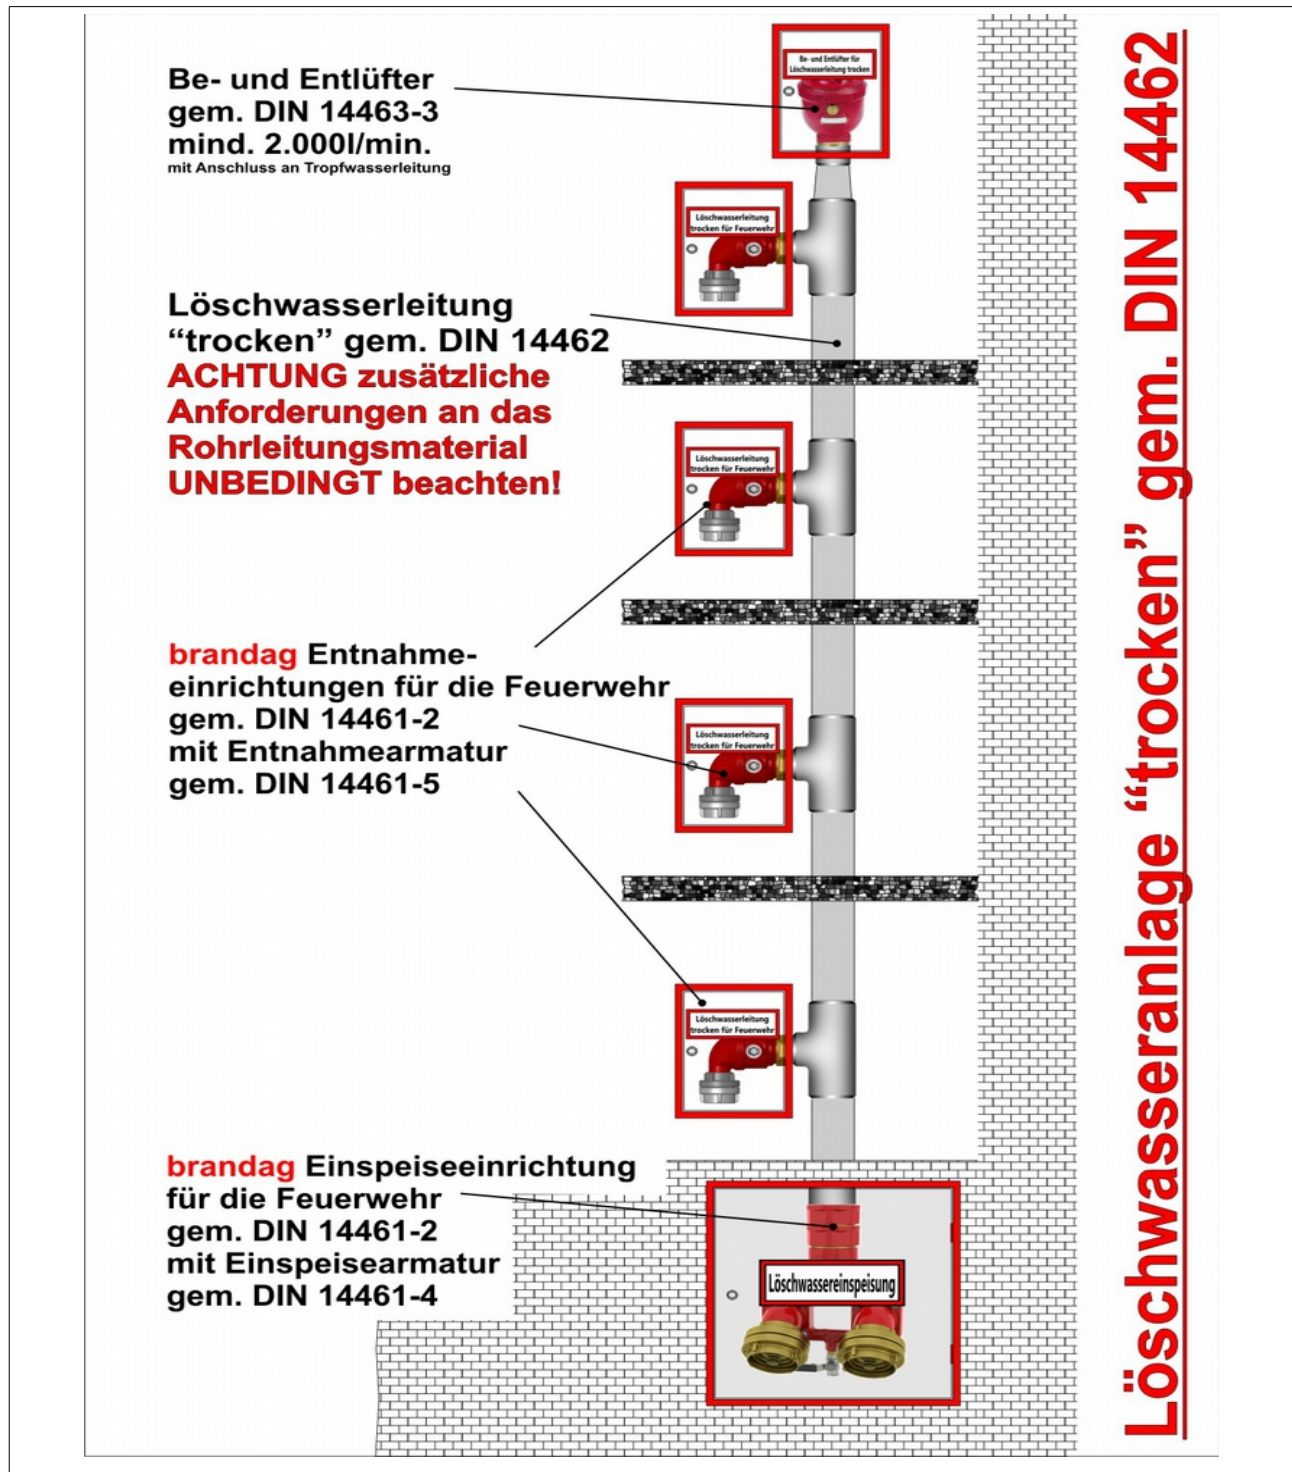 Be- und Entlüfter
gem. DIN 14463-3
mind. 2.000l/min.
mit Anschluss an Tropfwasserleitung
Be- und Entlüfter für
Löschwasserleitung trocken
Löschwasserleitung
trocken für Feuerwehr
Löschwasserleitung
“trocken” gem. DIN 14462
ACHTUNG zusätzliche
Anforderungen an das
Rohrleitungsmaterial
UNBEDINGT beachten!
Löschwasserleitung
trocken für Feuerwehr
brandag Entnahme-
einrichtungen für die Feuerwehr
gem. DIN 14461-2
mit Entnahmearmatur
gem. DIN 14461-5
Löschwasserleitung
trocken für Feuerwehr
Löschwasserleitung
trocken für Feuerwehr
brandag Einspeiseeinrichtung
für die Feuerwehr
gem. DIN 14461-2
mit Einspeisearmatur
gem. DIN 14461-4
Löschwassereinspeisung
Löschwasseranlage “trocken” gem. DIN 14462